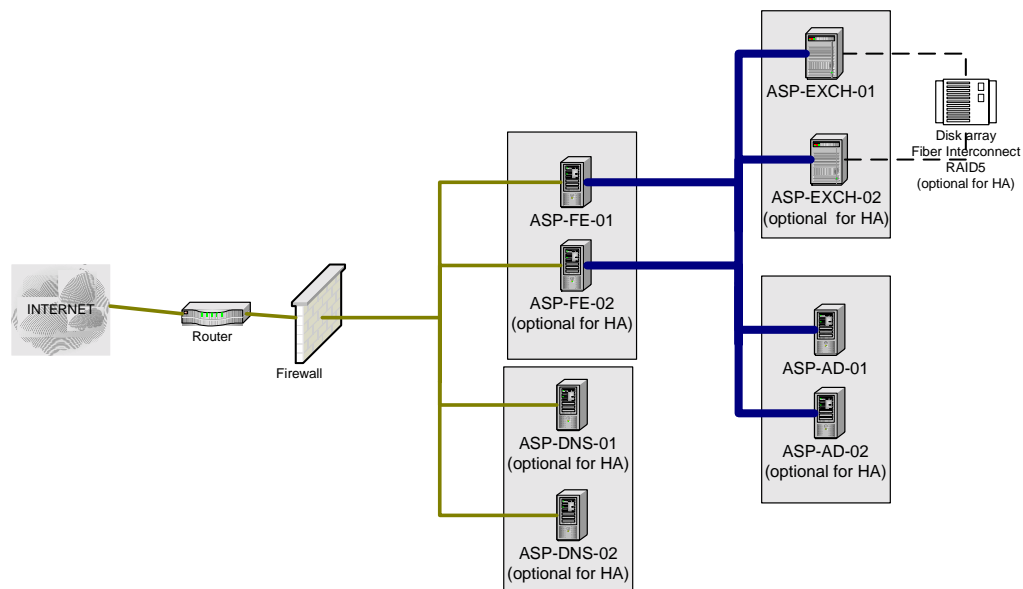 INTERNET
Router
Firewall
ASP-FE-01
ASP-FE-02
(optional for HA)
ASP-DNS-01
(optional for HA)
ASP-DNS-02
(optional for HA)
ASP-EXCH-01
ASP-EXCH-02
(optional for HA)
Disk array
Fiber Interconnect
RAID5
(optional for HA)
ASP-AD-01
ASP-AD-02
(optional for HA)